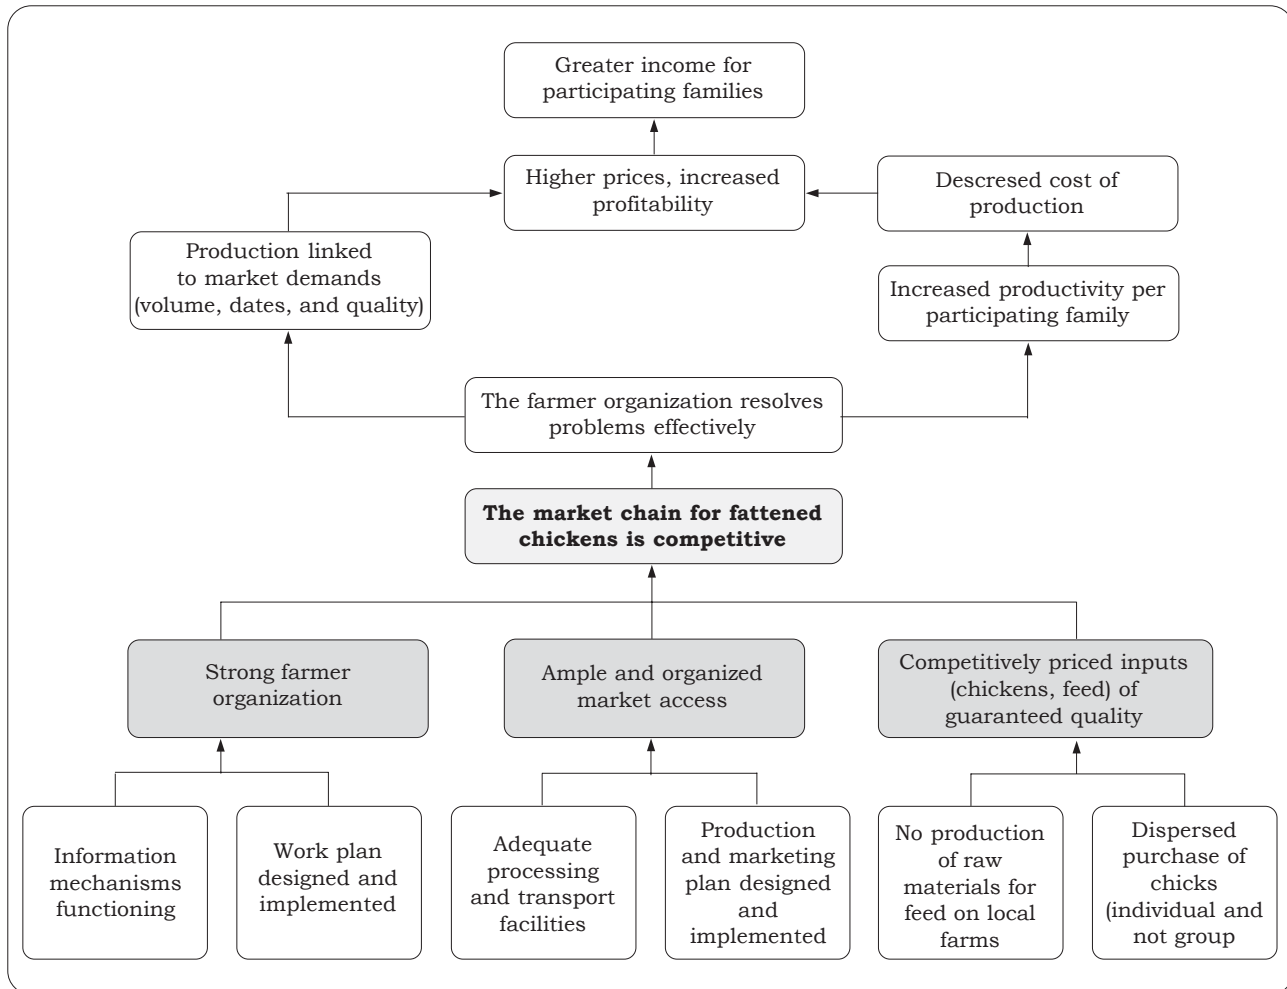 Greater income for
participating families
Higher prices, increased
profitability
Descresed cost of
production
Production linked
to market demands
(volume, dates, and quality)
Increased productivity per
participating family
The farmer organization resolves
problems effectively
The market chain for fattened
chickens is competitive
Strong farmer
organization
Ample and organized
market access
Competitively priced inputs
(chickens, feed) of
guaranteed quality
Information
mechanisms
functioning
Work plan
designed and
implemented
Adequate
processing
and transport
facilities
Production
and marketing
plan designed
and
implemented
No production
of raw
materials for
feed on local
farms
Dispersed
purchase of
chicks
(individual and
not group